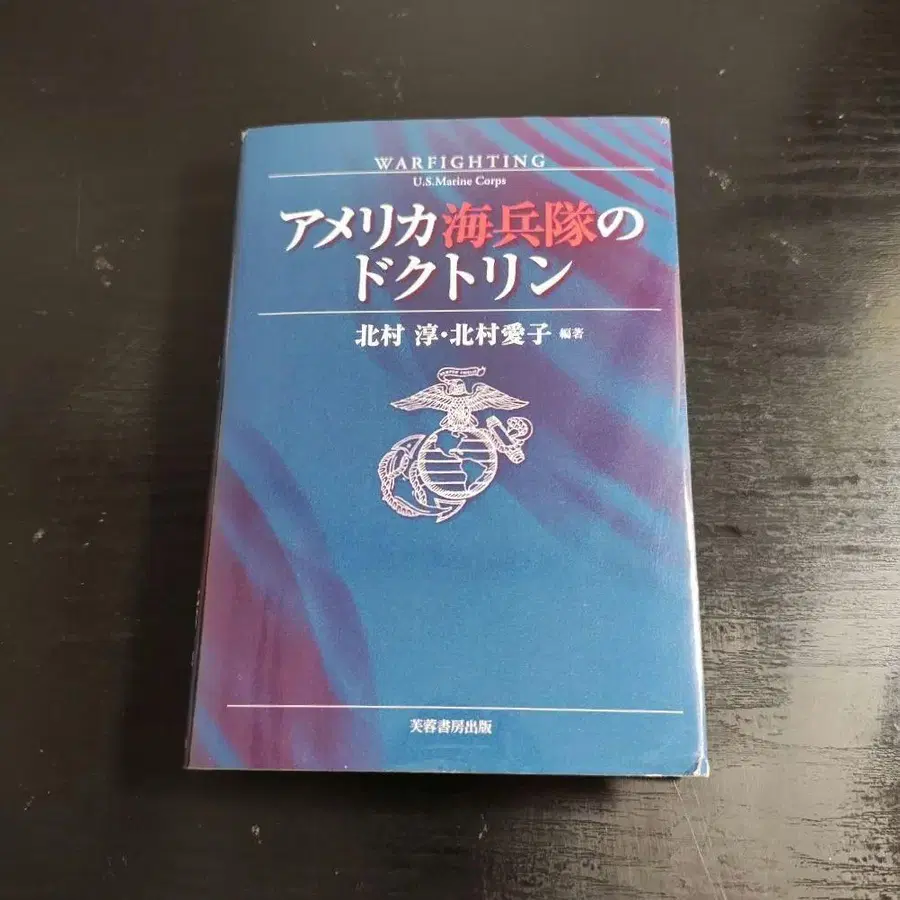 WARFIGHTING
U.S.Marine Corps
アメリカ海兵隊の
ドクトリン
北村 淳・北村愛子 編著
芙蓉書房出版